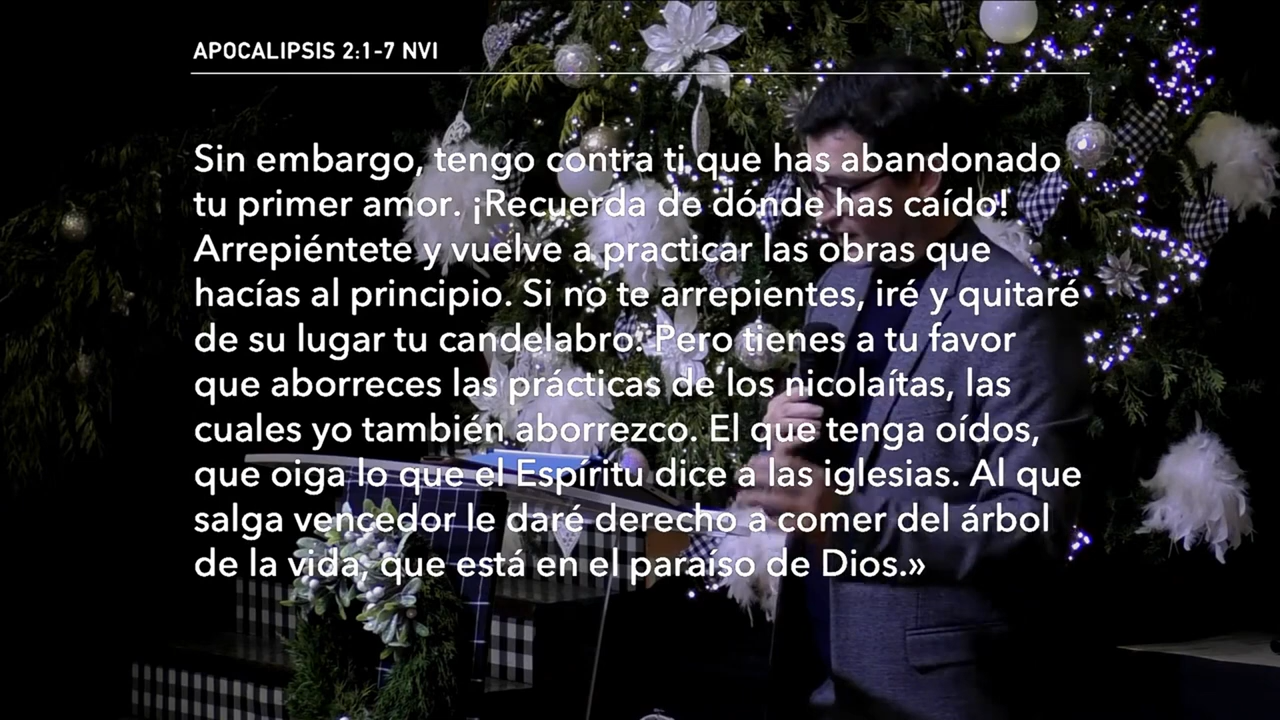 APOCALIPSIS 2:1-7 NVI
Sin embargo, tengo contra ti que has abandonado
tu primer amor. ¡Recuerda de dónde has caído!
Arrepiéntete y vuelve a practicar las obras que
hacías al principio. Si no te arrepientes, iré y quitaré
de su lugar tu candelabro. Pero tienes a tu favor
que aborreces las prácticas de los nicolaítas, las
cuales yo también aborrezco. El que tenga oídos,
que oiga lo que el Espíritu dice a las iglesias. Al que
salga vencedor le daré derecho a comer del árbol
de la vida, que está en el paraíso de Dios.»